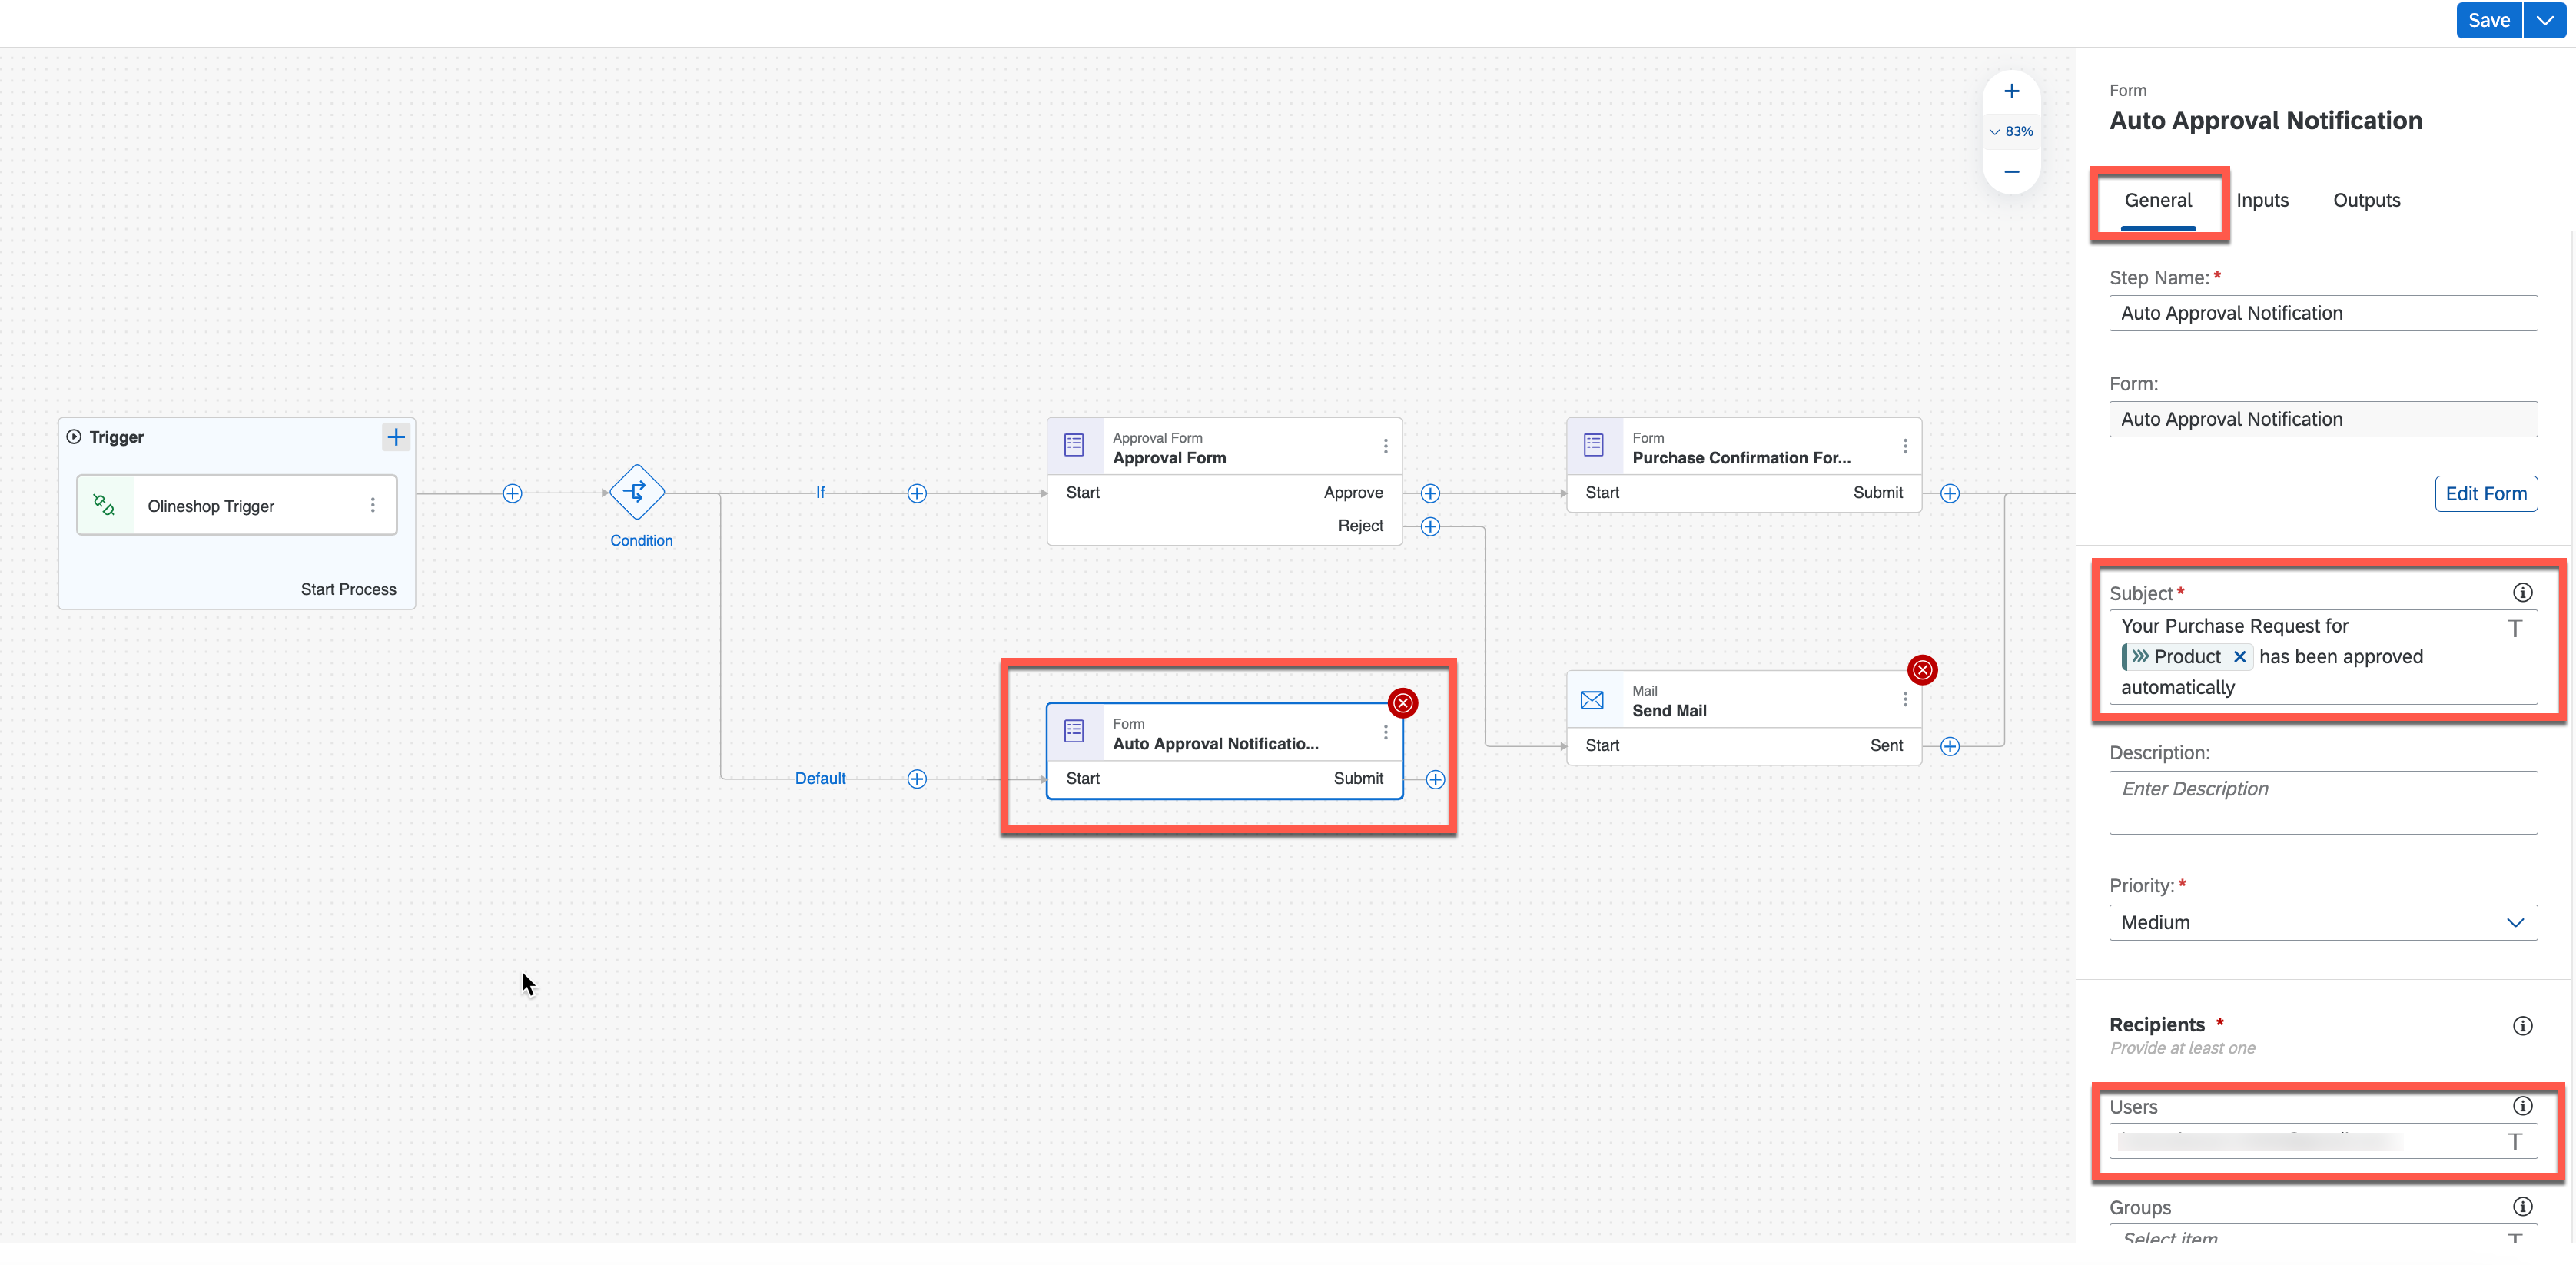 Save
83%
Form
Auto Approval Notification
General
Inputs
Outputs
Step Name: *
Auto Approval Notification
Form:
Auto Approval Notification
Edit Form
Subject *
Your Purchase Request for
Product × has been approved
automatically
Description:
Enter Description
Priority: *
Medium
Recipients *
Provide at least one
Users
Groups
Select item
Trigger
Olineshop Trigger
Start Process
Condition
If
Default
Approval Form
Approval Form
Start
Approve
Reject
Form
Purchase Confirmation For...
Start
Submit
Form
Auto Approval Notificatio...
Start
Submit
Mail
Send Mail
Start
Sent